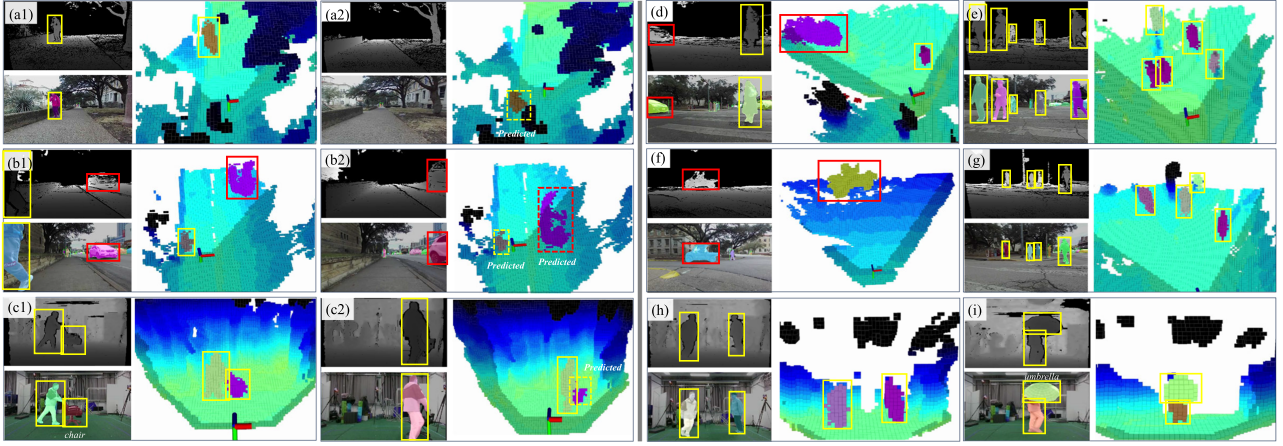 (a1)
(a2)
Predicted
(b1)
(b2)
Predicted
Predicted
(c1)
chair
(c2)
Predicted
(d)
(e)
(f)
(g)
(h)
(i)
umbrella